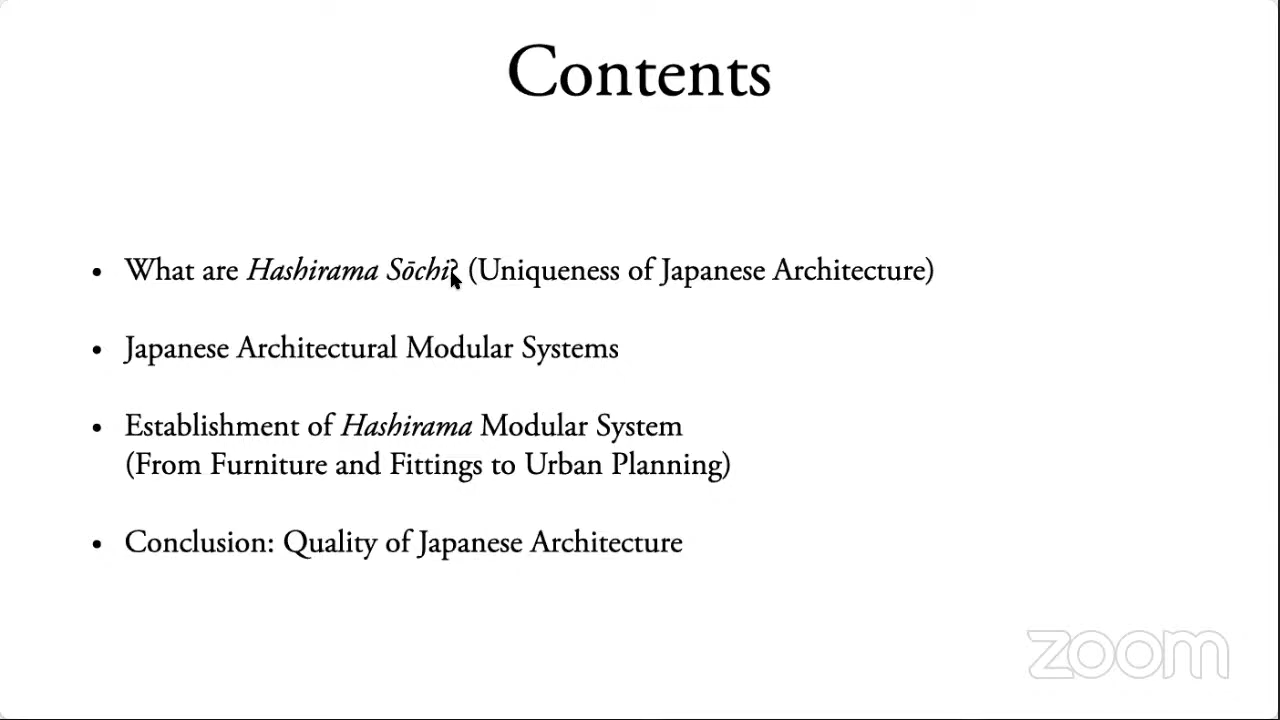 Contents
• What are Hashirama Sōchi? (Uniqueness of Japanese Architecture)
• Japanese Architectural Modular Systems
• Establishment of Hashirama Modular System
(From Furniture and Fittings to Urban Planning)
• Conclusion: Quality of Japanese Architecture
zoom